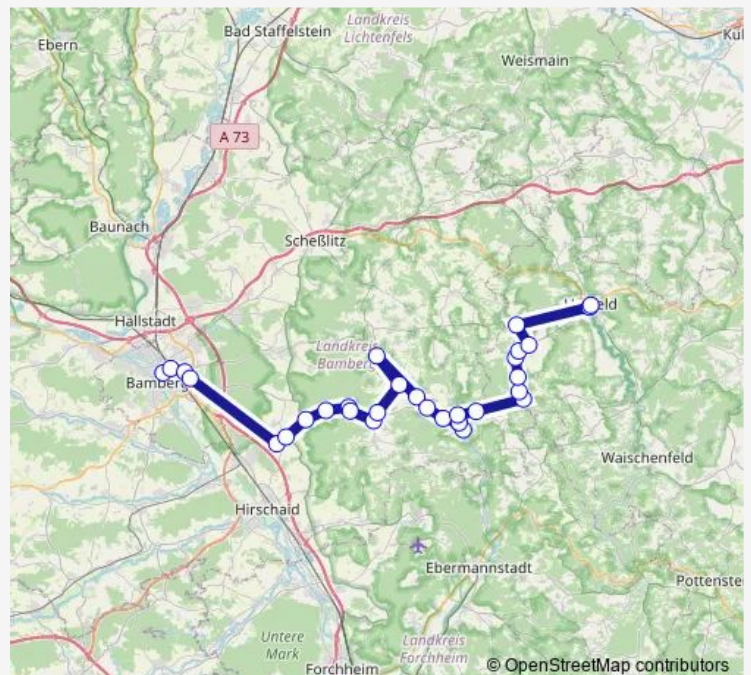 Ebern
Bad Staffelstein
Landkreis
Lichtenfels
Kul
Weismain
A 73
Baunach
Scheßlitz
Hallstadt
Landkreis
Bamberg
Bamberg
Waischenfeld
Hirschaid
Ebermannstadt
Pottenste
Untere
Mark
Landkreis
Forchheim
Forchheim
© OpenStreetMap contributors